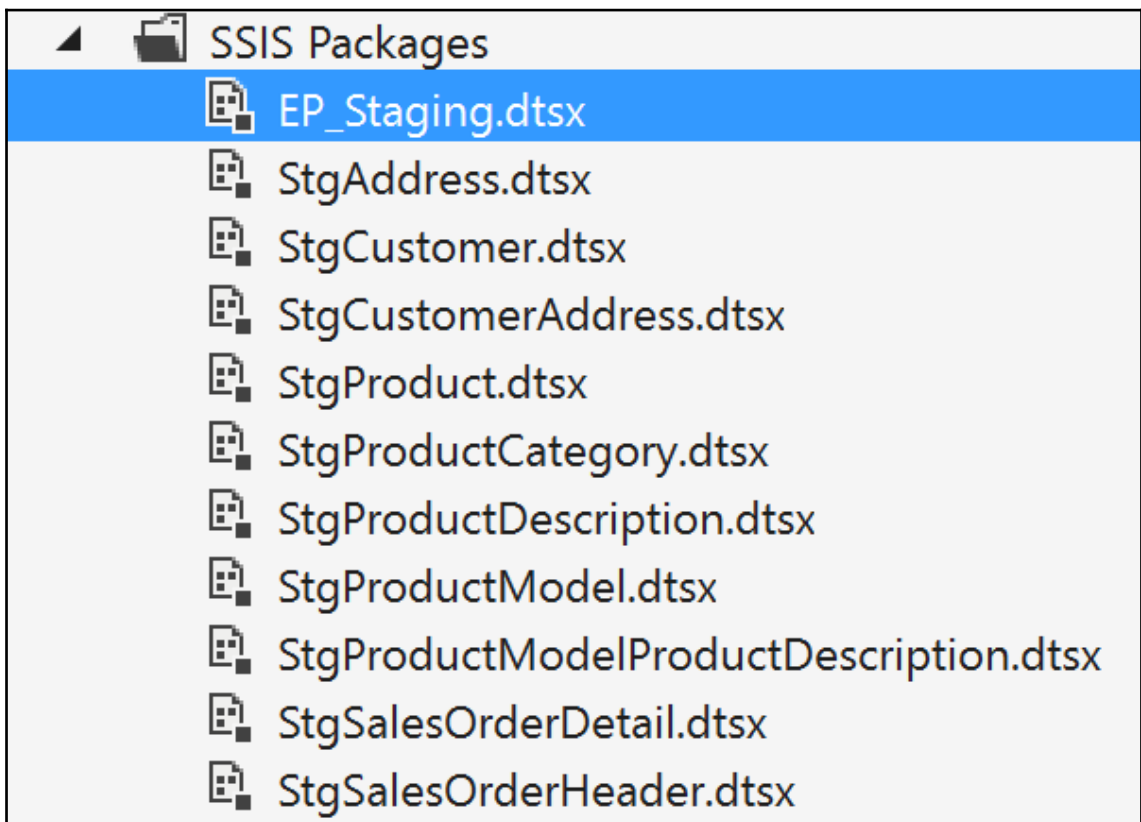 SSIS Packages
EP_Staging.dtsx
StgAddress.dtsx
StgCustomer.dtsx
StgCustomerAddress.dtsx
StgProduct.dtsx
StgProductCategory.dtsx
StgProductDescription.dtsx
StgProductModel.dtsx
StgProductModelProductDescription.dtsx
StgSalesOrderDetail.dtsx
StgSalesOrderHeader.dtsx